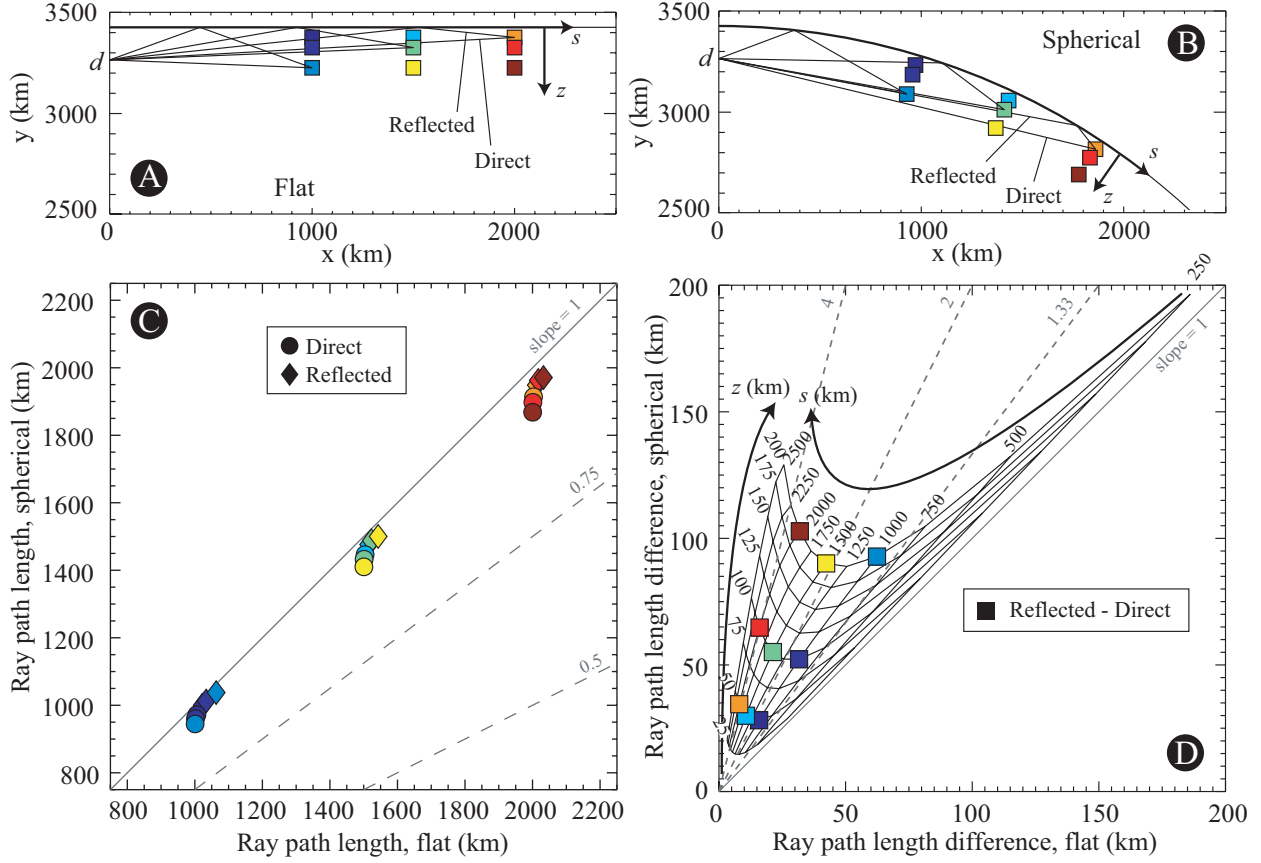 3500
3000
2500
y (km)
d
s
z
Reflected
Direct
A
Flat
0
1000
2000
x (km)
3500
3000
2500
y (km)
d
Spherical
B
s
z
Reflected
Direct
0
1000
2000
x (km)
C
2200
2000
1800
1600
1400
1200
1000
800
Ray path length, spherical (km)
Direct
Reflected
slope = 1
0.75
0.5
800
1000
1200
1400
1600
1800
2000
2200
Ray path length, flat (km)
200
150
100
50
0
Ray path length difference, spherical (km)
4
2
1.33
250
slope = 1
z (km)
s (km)
200
175
150
125
100
75
50
25
2500
2250
2000
1750
1500
1250
1000
750
500
Reflected - Direct
D
0
50
100
150
200
Ray path length difference, flat (km)